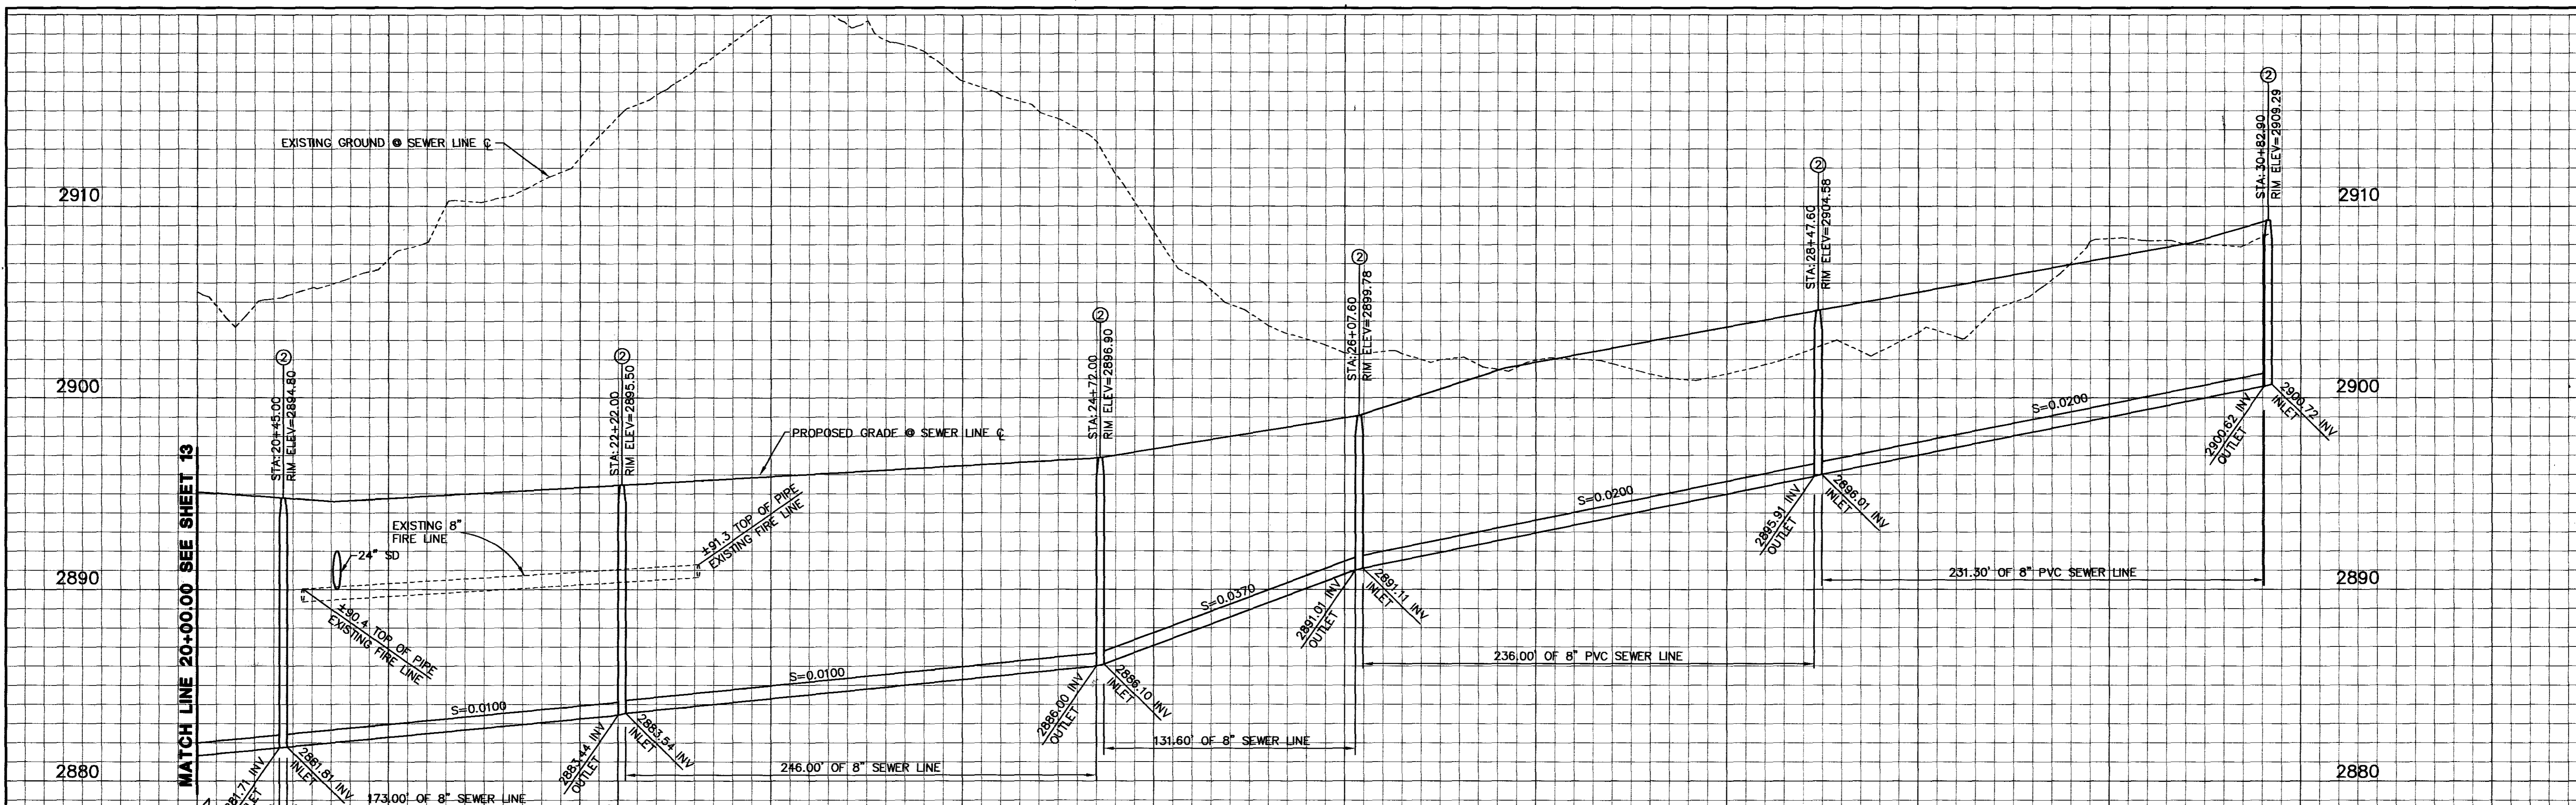 EXISTING GROUND @ SEWER LINE ℄
2910
2900
2890
2880
MATCH LINE 20+00.00 SEE SHEET 13
②
STA: 20+45.00
RIM ELEV=2894.80
24" SD
EXISTING 8"
FIRE LINE
±90.4 TOP OF PIPE
EXISTING FIRE LINE
S=0.0100
2881.81 INV
INLET
173.00' OF 8" SEWER LINE
②
STA: 22+22.00
RIM ELEV=2895.50
PROPOSED GRADE @ SEWER LINE ℄
±91.3 TOP OF PIPE
EXISTING FIRE LINE
2883.44 INV
OUTLET
2883.54 INV
INLET
S=0.0100
246.00' OF 8" SEWER LINE
②
STA: 24+72.00
RIM ELEV=2896.90
2886.00 INV
OUTLET
2886.10 INV
INLET
S=0.0370
131.60' OF 8" SEWER LINE
②
STA: 26+07.60
RIM ELEV=2899.78
2891.01 INV
OUTLET
2891.11 INV
INLET
S=0.0200
236.00' OF 8" PVC SEWER LINE
②
STA: 28+47.60
RIM ELEV=2904.58
2895.91 INV
OUTLET
2896.01 INV
INLET
S=0.0200
231.30' OF 8" PVC SEWER LINE
②
STA: 30+82.90
RIM ELEV=2909.29
2900.62 INV
OUTLET
2900.72 INV
INLET
2910
2900
2890
2880